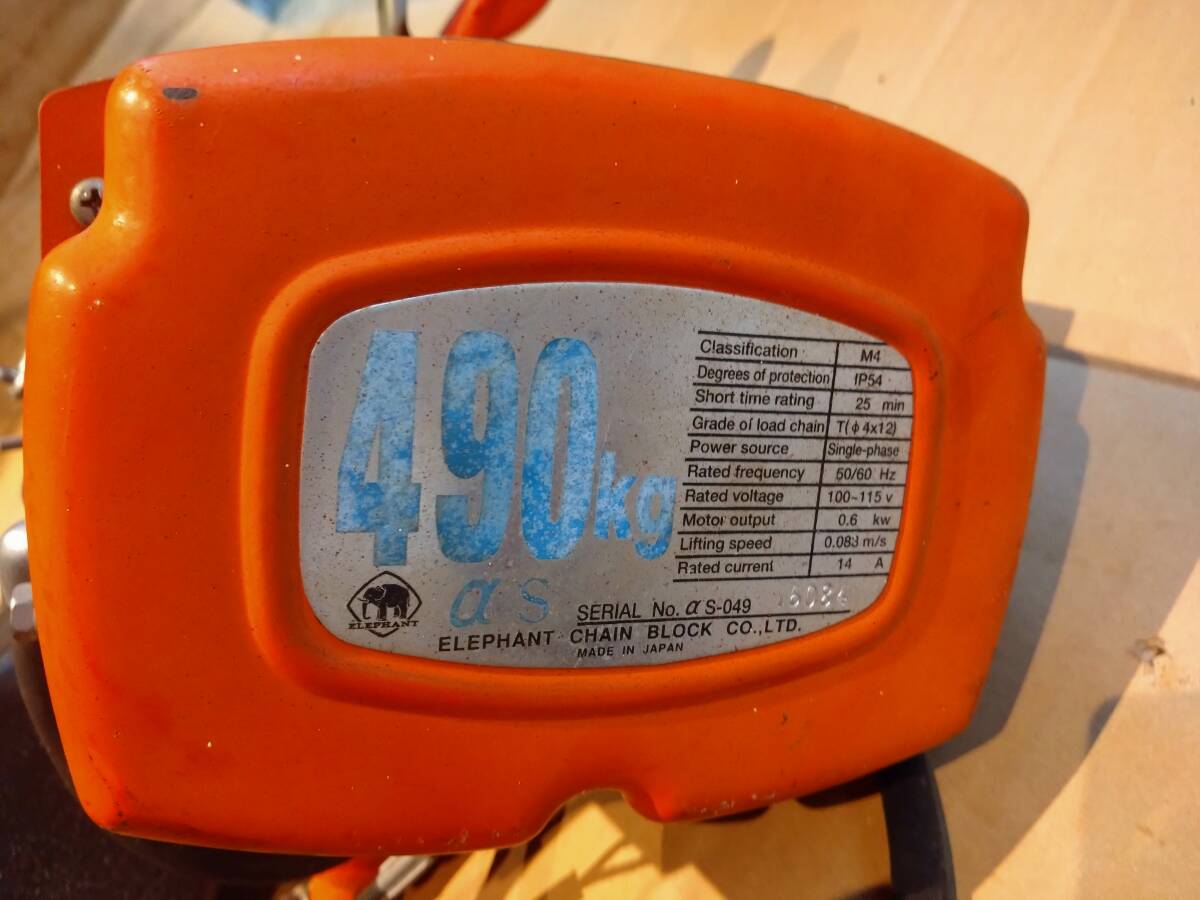 490kg
αS
ELEPHANT
Classification M4
Degrees of protection IP54
Short time rating 25 min
Grade of load chain T(φ4x12)
Power source Single-phase
Rated frequency 50/60 Hz
Rated voltage 100~115 v
Motor output 0.6 kw
Lifting speed 0.083 m/s
Rated current 14 A
SERIAL No. αS-049
ELEPHANT CHAIN BLOCK CO.,LTD.
MADE IN JAPAN